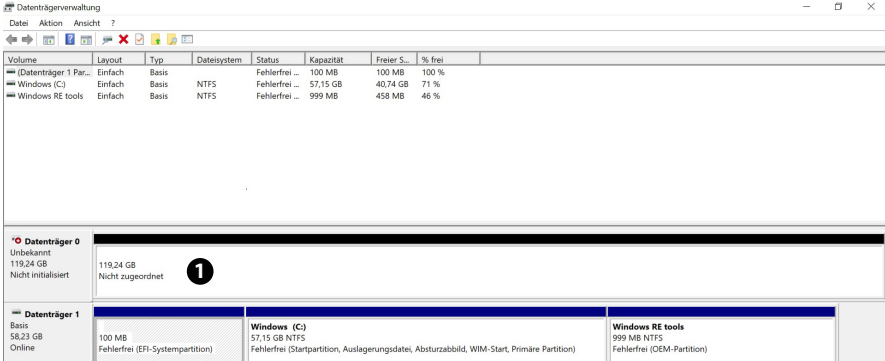 Datenträgerverwaltung
Datei Aktion Ansicht ?
Volume Layout Typ Dateisystem Status Kapazität Freier S... % frei
(Datenträger 1 Par... Einfach Basis Fehlerfrei ... 100 MB 100 MB 100 %
Windows (C:) Einfach Basis NTFS Fehlerfrei ... 57,15 GB 40,74 GB 71 %
Windows RE tools Einfach Basis NTFS Fehlerfrei ... 999 MB 458 MB 46 %
Datenträger 0
Unbekannt
119,24 GB
Nicht initialisiert
119,24 GB
Nicht zugeordnet
1
Datenträger 1
Basis
58,23 GB
Online
100 MB
Fehlerfrei (EFI-Systempartition)
Windows (C:)
57,15 GB NTFS
Fehlerfrei (Startpartition, Auslagerungsdatei, Absturzabbild, WIM-Start, Primäre Partition)
Windows RE tools
999 MB NTFS
Fehlerfrei (OEM-Partition)